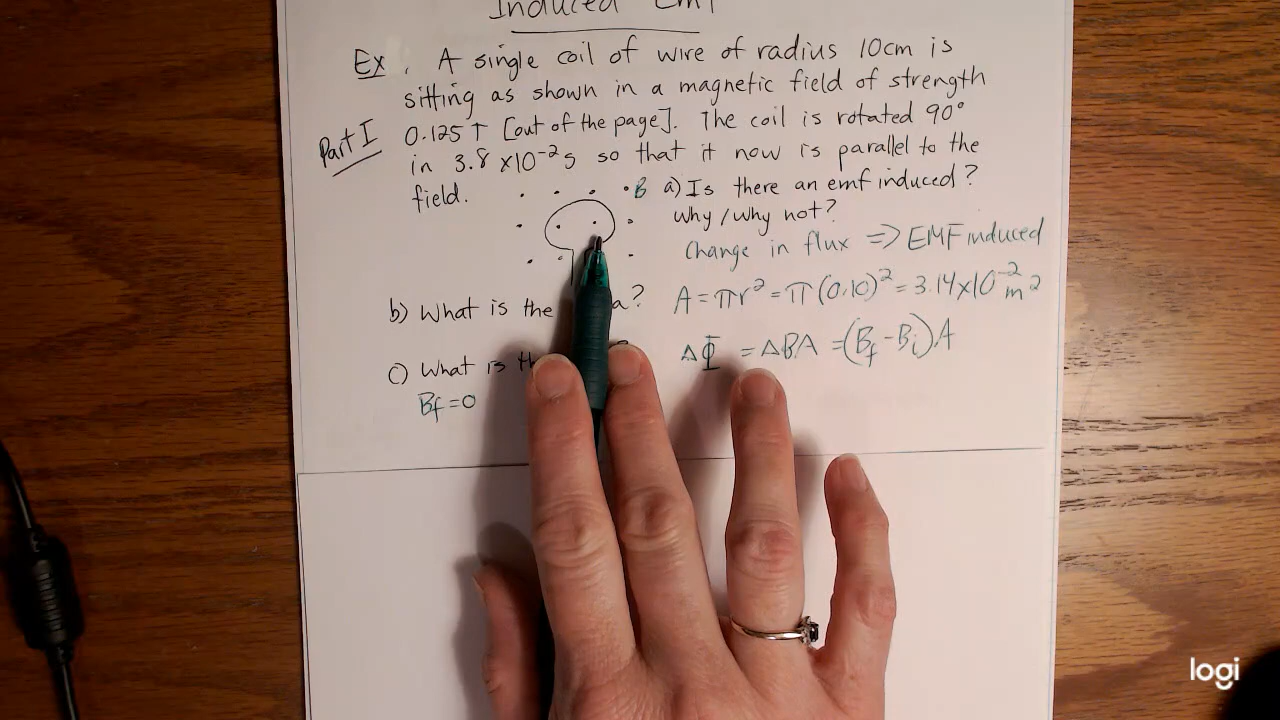 Induced Emf
Ex. A single coil of wire of radius 10cm is
sitting as shown in a magnetic field of strength
Part I
0.125 T [out of the page]. The coil is rotated 90°
in 3.8 x10⁻²s so that it now is parallel to the
field.
B
a) Is there an emf induced?
Why/why not?
Change in flux => EMF induced
b) What is the a?
A = πr² = π(0.10)² = 3.14x10⁻² m²
c) What is th ?
ΔΦ = ΔBA = (Bf - Bi)A
Bf = 0
logi